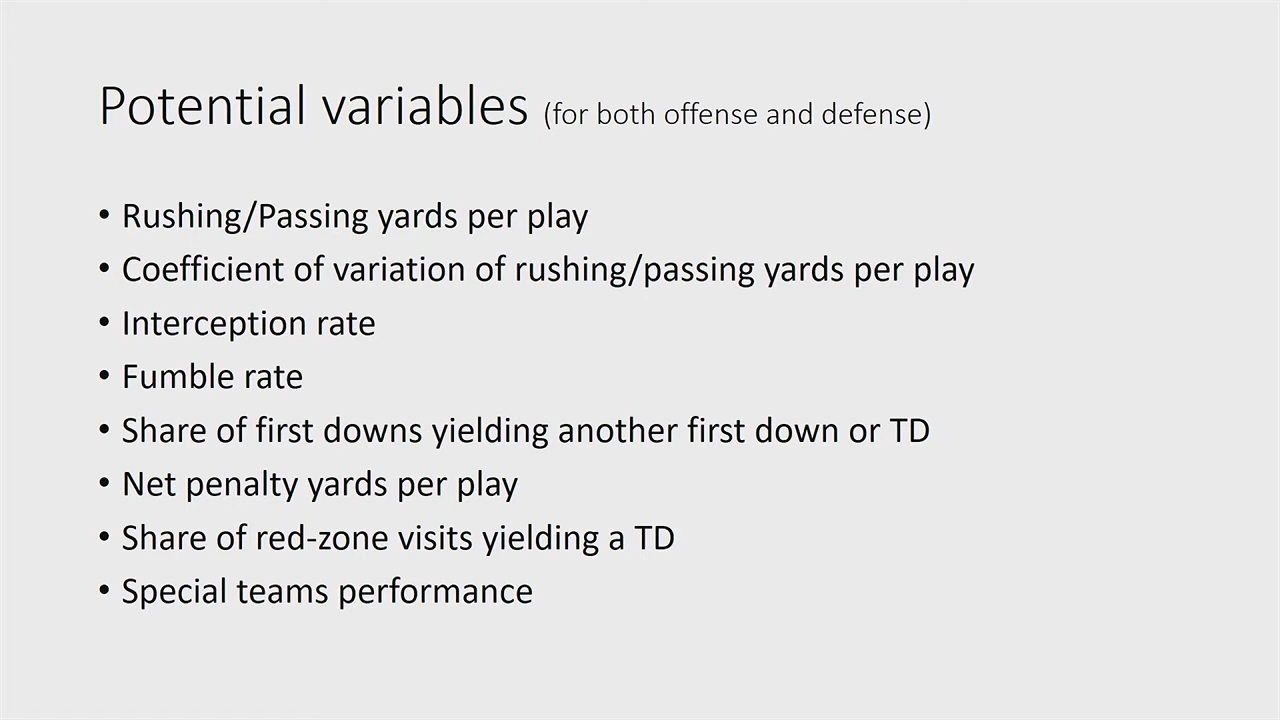 Potential variables (for both offense and defense)
• Rushing/Passing yards per play
• Coefficient of variation of rushing/passing yards per play
• Interception rate
• Fumble rate
• Share of first downs yielding another first down or TD
• Net penalty yards per play
• Share of red-zone visits yielding a TD
• Special teams performance